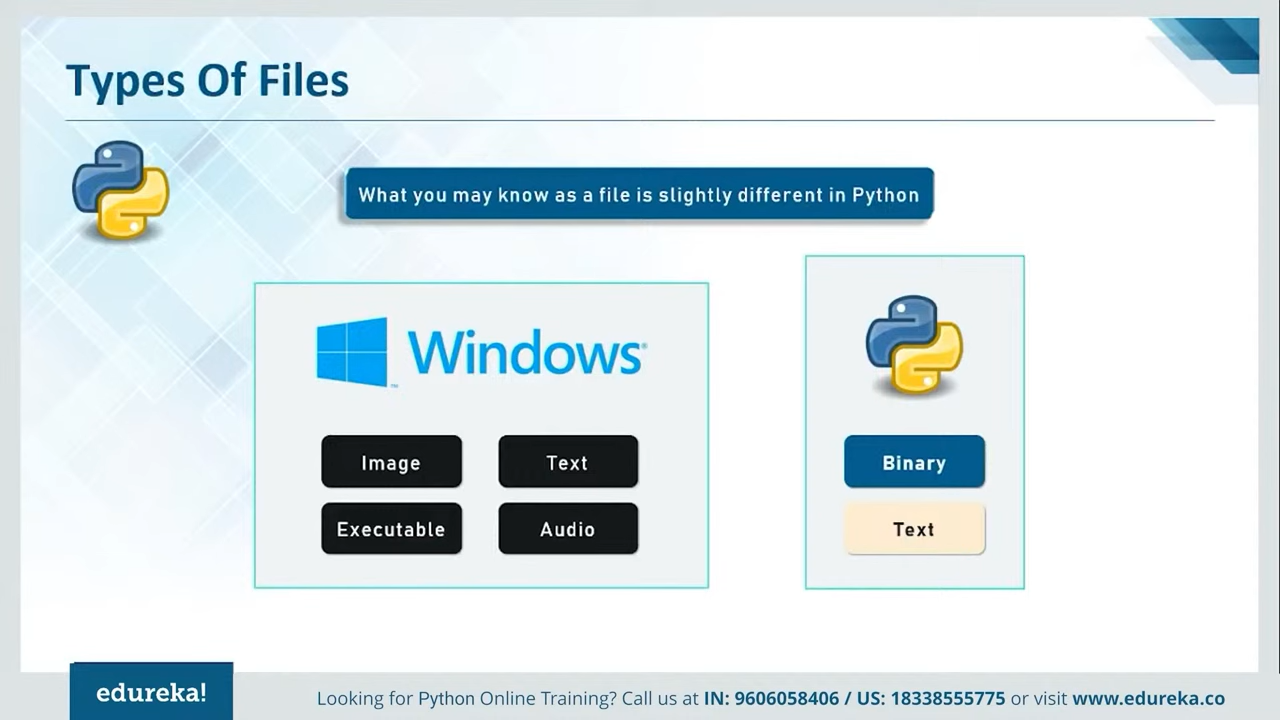 Types Of Files
What you may know as a file is slightly different in Python
Windows®
™
Image
Text
Executable
Audio
Binary
Text
edureka!
Looking for Python Online Training? Call us at IN: 9606058406 / US: 18338555775 or visit www.edureka.co